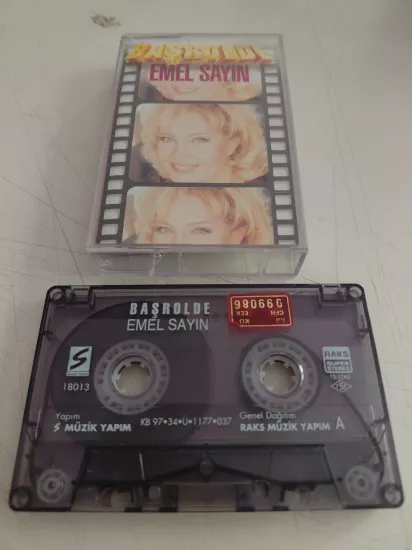 BAŞROLDE
EMEL SAYIN
BAŞROLDE
EMEL SAYIN
599086
S
18013
RAKS
SUPER
STEREO
Yapım
S MÜZİK YAPIM
KB 97•34•Ü•1177•037
Genel Dağıtım
RAKS MÜZİK YAPIM
A